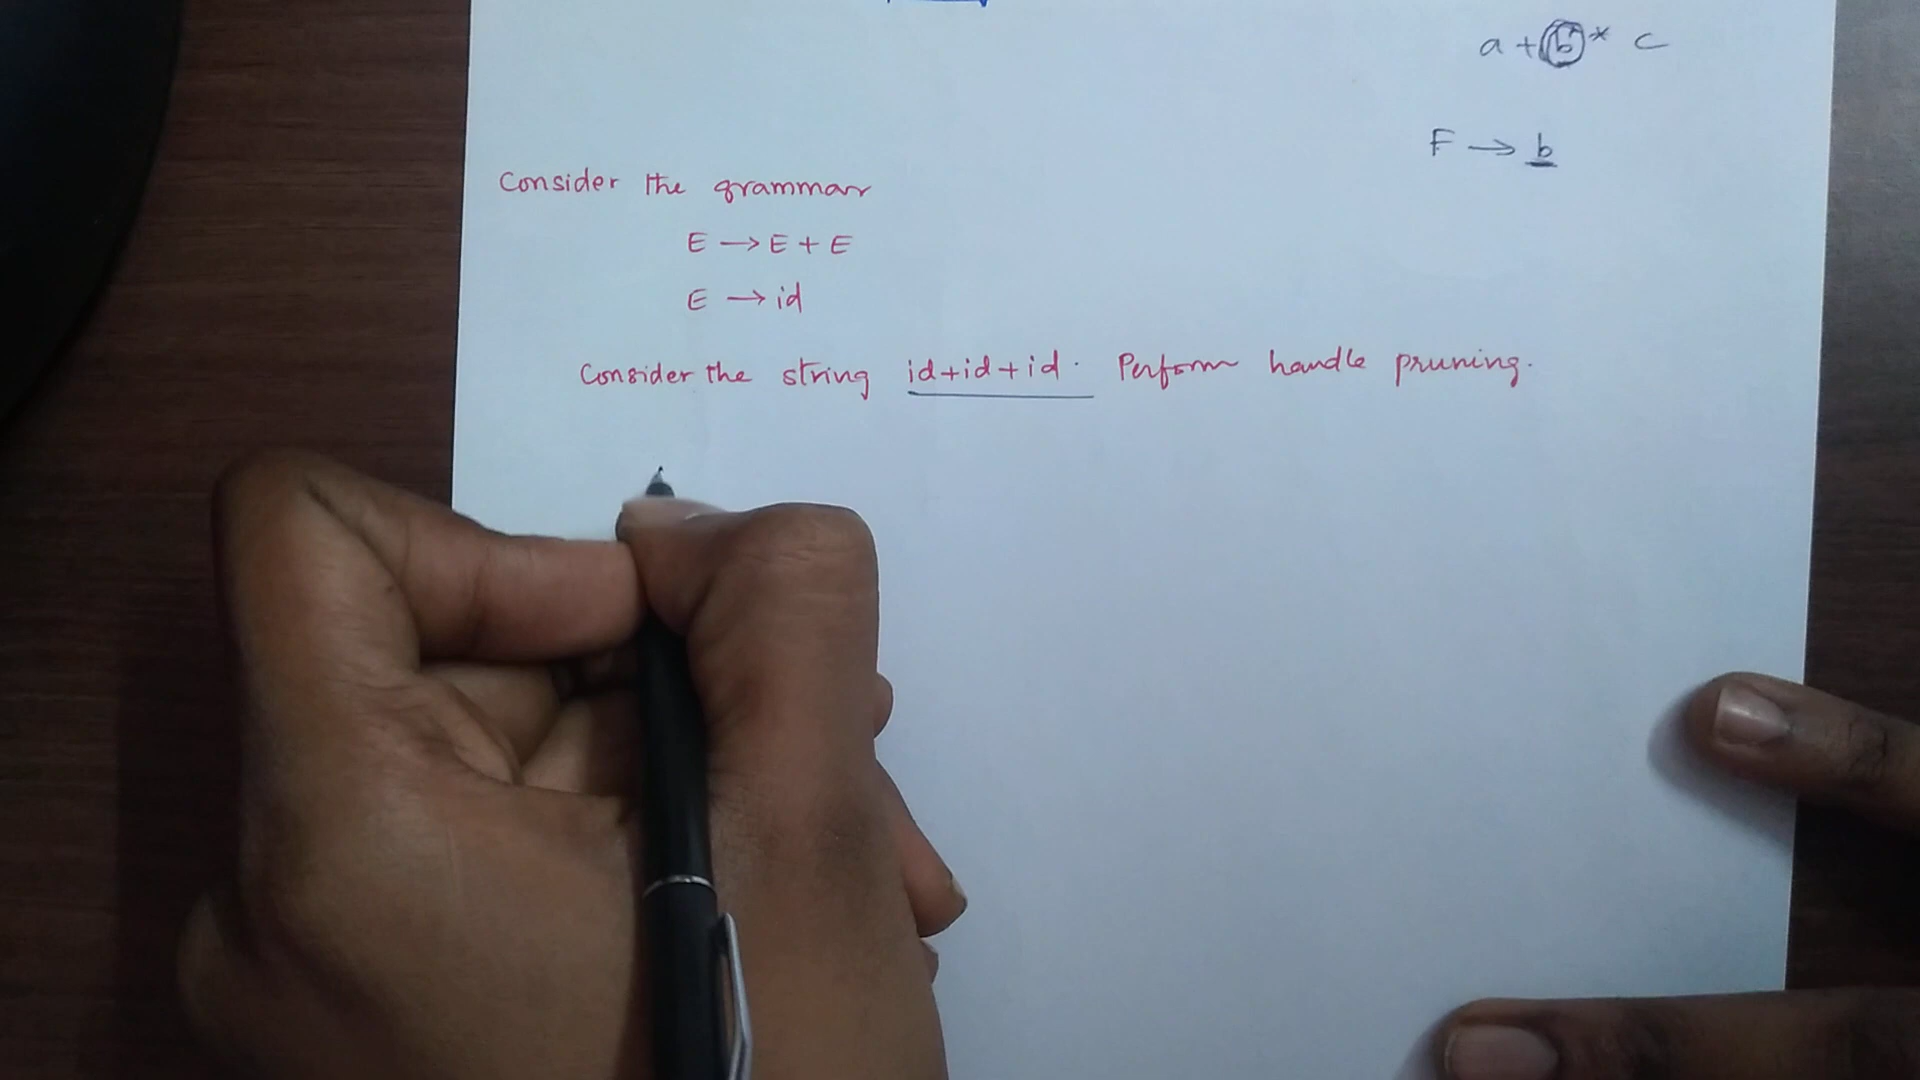 a + b * c
F → b
Consider the grammar
E → E + E
E → id
Consider the string id+id+id. Perform handle pruning.